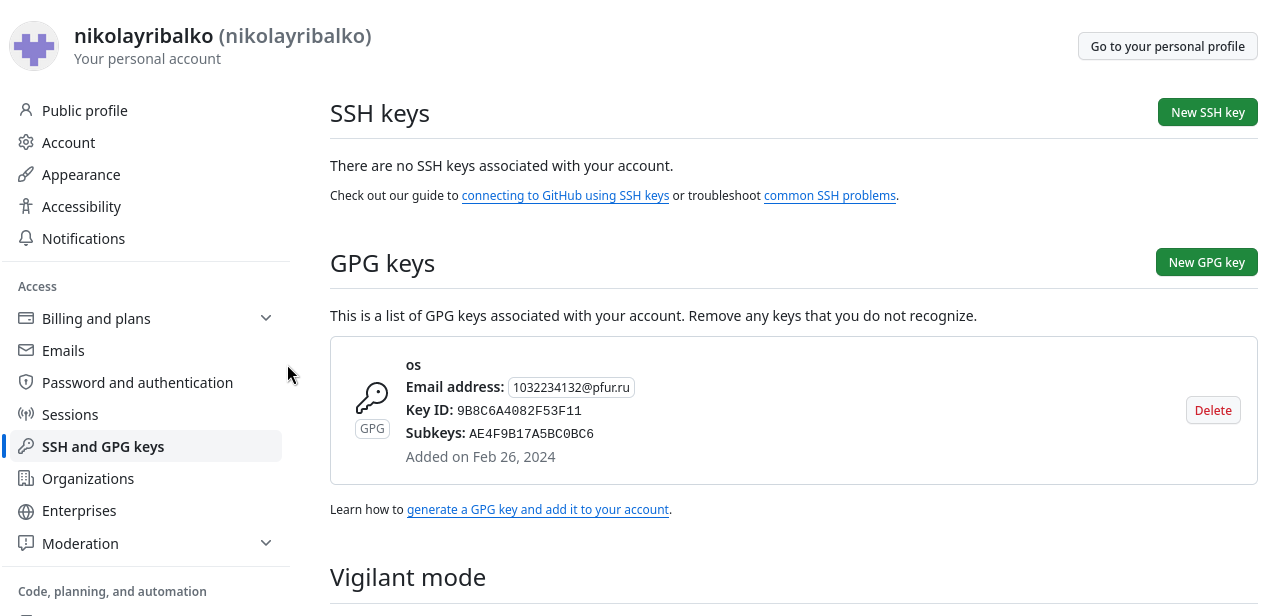 nikolayribalko (nikolayribalko)
Your personal account
Go to your personal profile
Public profile
Account
Appearance
Accessibility
Notifications
Access
Billing and plans
Emails
Password and authentication
Sessions
SSH and GPG keys
Organizations
Enterprises
Moderation
Code, planning, and automation
SSH keys
New SSH key
There are no SSH keys associated with your account.
Check out our guide to connecting to GitHub using SSH keys or troubleshoot common SSH problems.
GPG keys
New GPG key
This is a list of GPG keys associated with your account. Remove any keys that you do not recognize.
GPG
os
Email address: 1032234132@pfur.ru
Key ID: 9B8C6A4082F53F11
Subkeys: AE4F9B17A5BC0BC6
Added on Feb 26, 2024
Delete
Learn how to generate a GPG key and add it to your account.
Vigilant mode